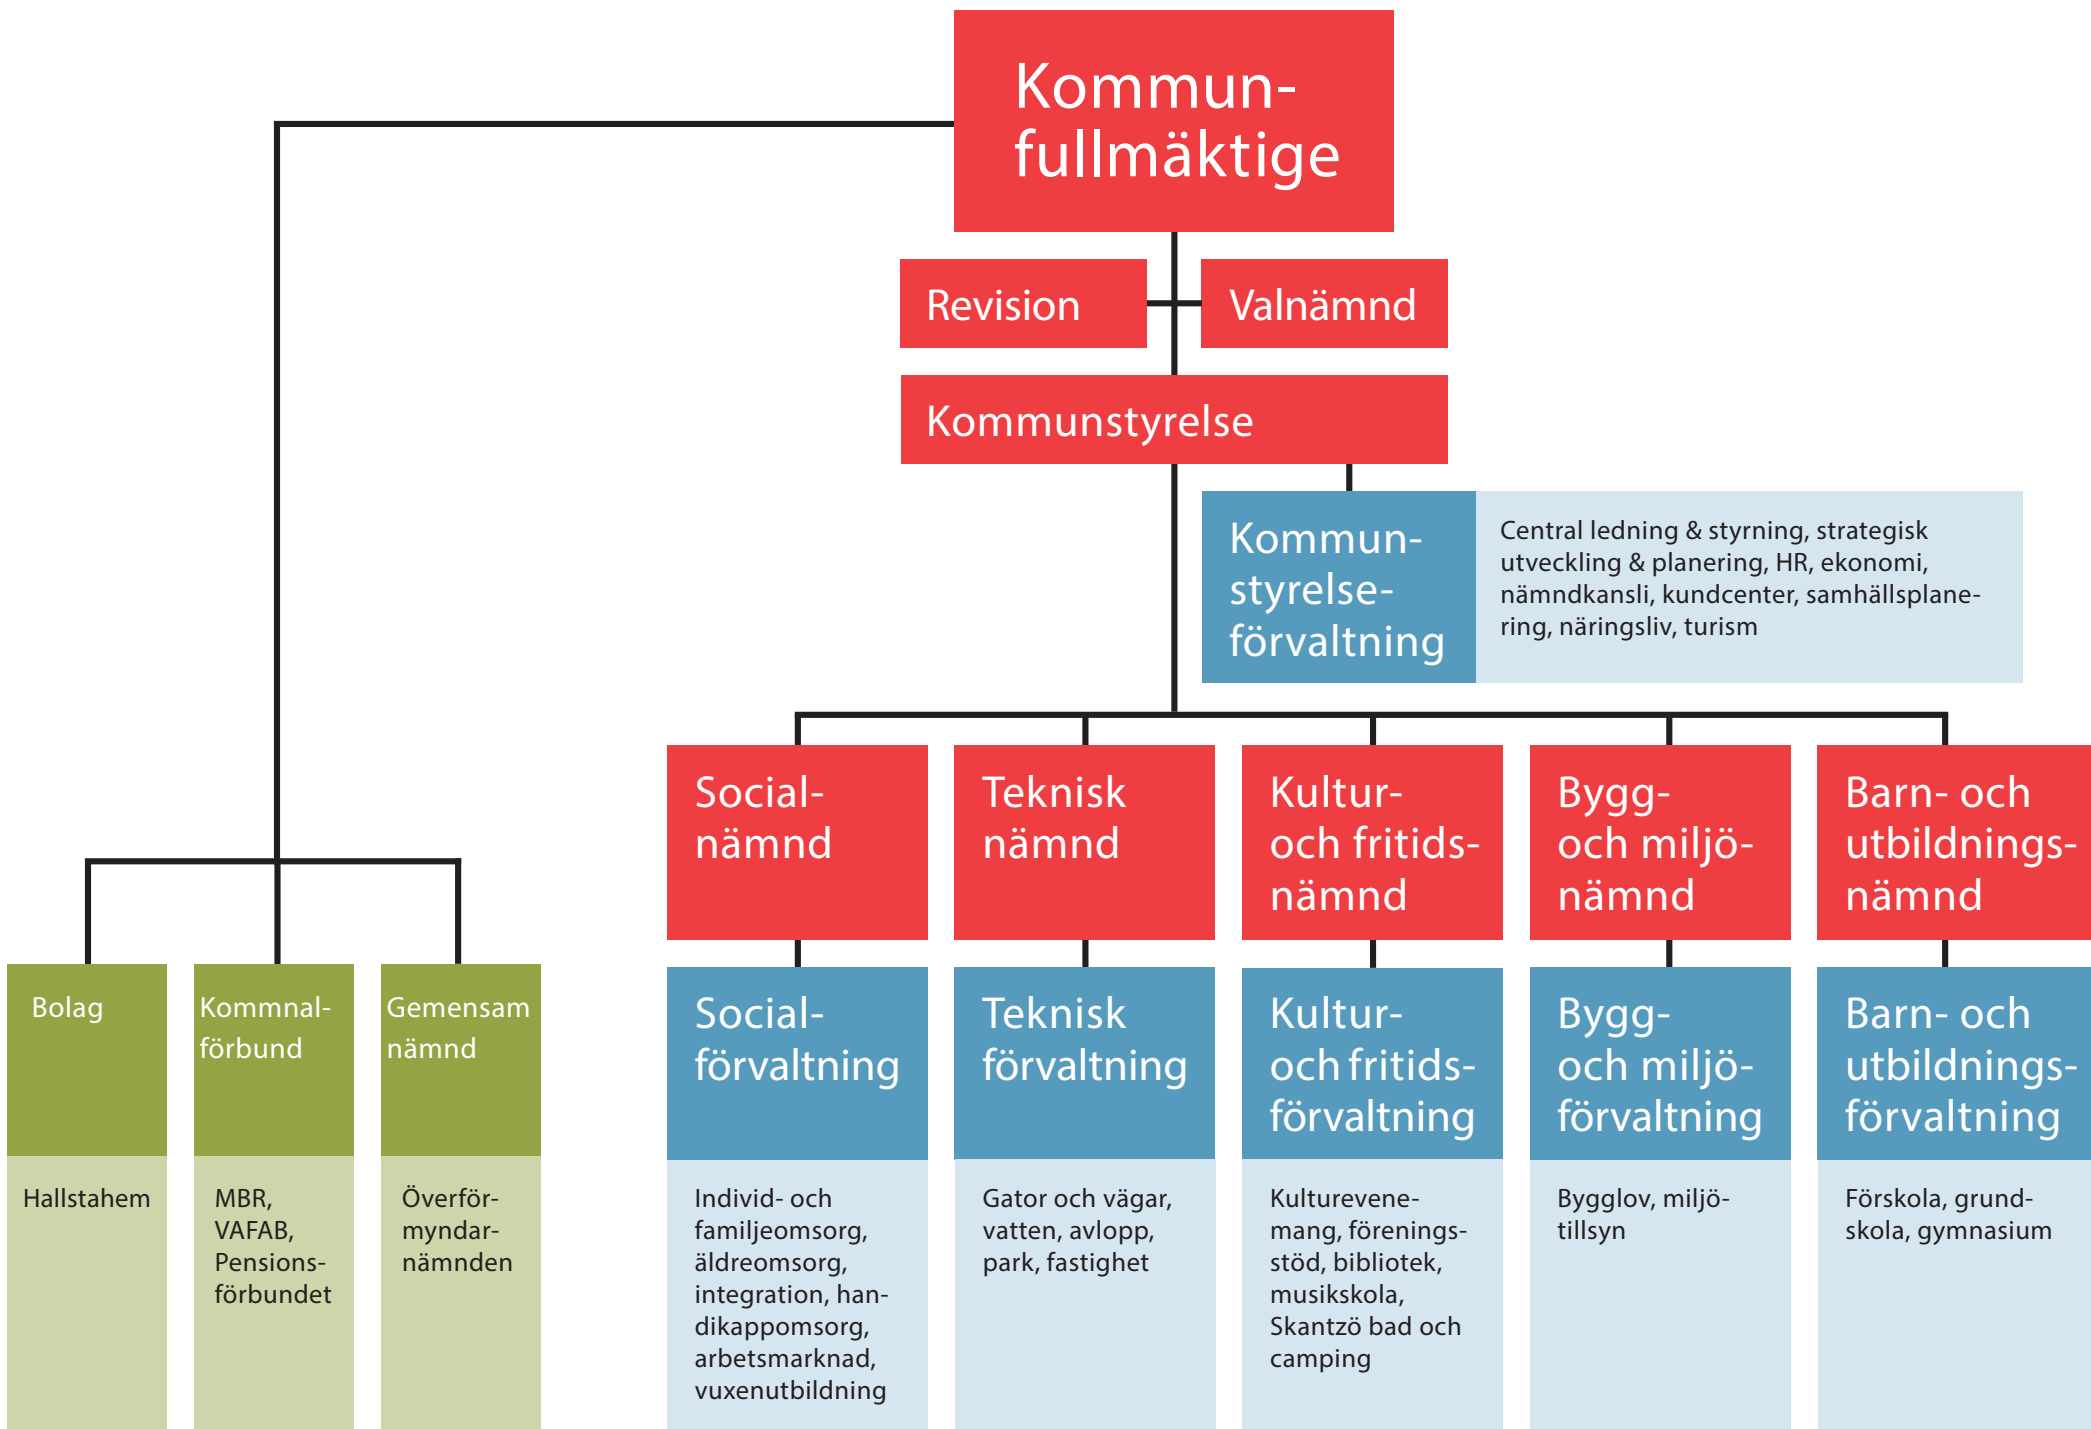 Kommun-
fullmäktige
Revision
Valnämnd
Kommunstyrelse
Kommun-
styrelse-
förvaltning
Central ledning & styrning, strategisk
utveckling & planering, HR, ekonomi,
nämndkansli, kundcenter, samhällsplane-
ring, näringsliv, turism
Social-
nämnd
Teknisk
nämnd
Kultur-
och fritids-
nämnd
Bygg-
och miljö-
nämnd
Barn- och
utbildnings-
nämnd
Bolag
Kommnal-
förbund
Gemensam
nämnd
Social-
förvaltning
Teknisk
förvaltning
Kultur-
och fritids-
förvaltning
Bygg-
och miljö-
förvaltning
Barn- och
utbildnings-
förvaltning
Hallstahem
MBR,
VAFAB,
Pensions-
förbundet
Överför-
myndar-
nämnden
Individ- och
familjeomsorg,
äldreomsorg,
integration, han-
dikappomsorg,
arbetsmarknad,
vuxenutbildning
Gator och vägar,
vatten, avlopp,
park, fastighet
Kulturevene-
mang, förenings-
stöd, bibliotek,
musikskola,
Skantzö bad och
camping
Bygglov, miljö-
tillsyn
Förskola, grund-
skola, gymnasium